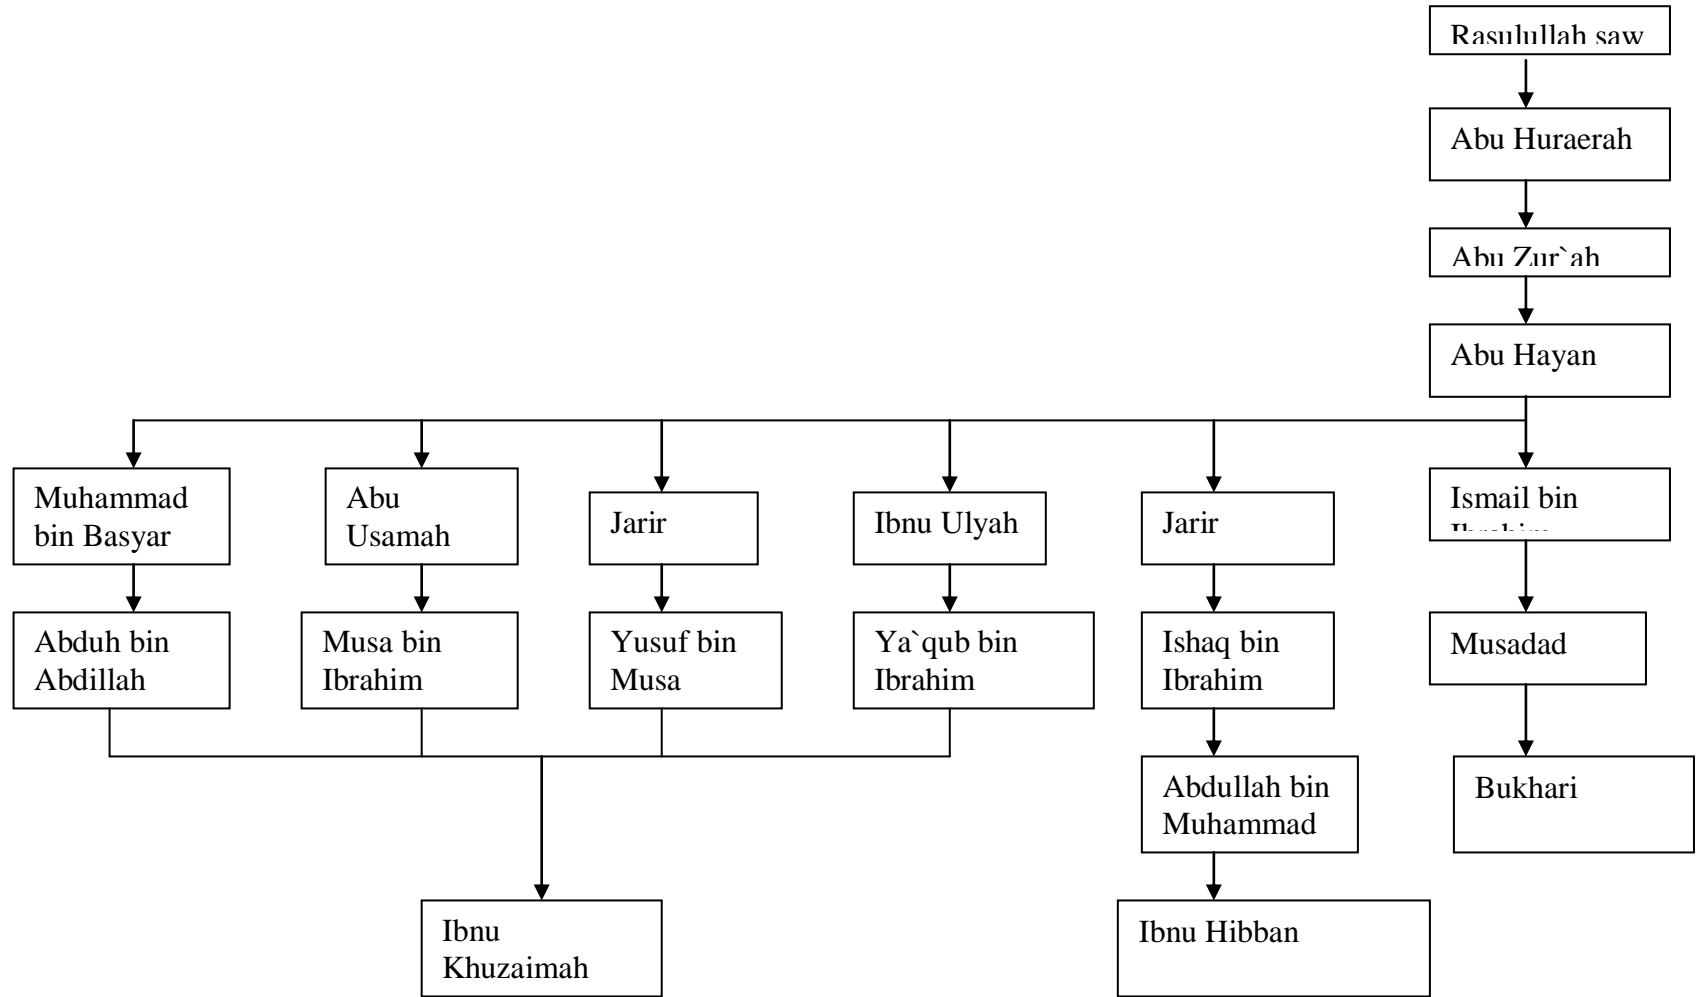 Rasulullah saw
Abu Huraerah
Abu Zur`ah
Abu Hayan
Muhammad
bin Basyar
Abu
Usamah
Jarir
Ibnu Ulyah
Jarir
Ismail bin
Ibrahim
Abduh bin
Abdillah
Musa bin
Ibrahim
Yusuf bin
Musa
Ya`qub bin
Ibrahim
Ishaq bin
Ibrahim
Musadad
Abdullah bin
Muhammad
Bukhari
Ibnu
Khuzaimah
Ibnu Hibban